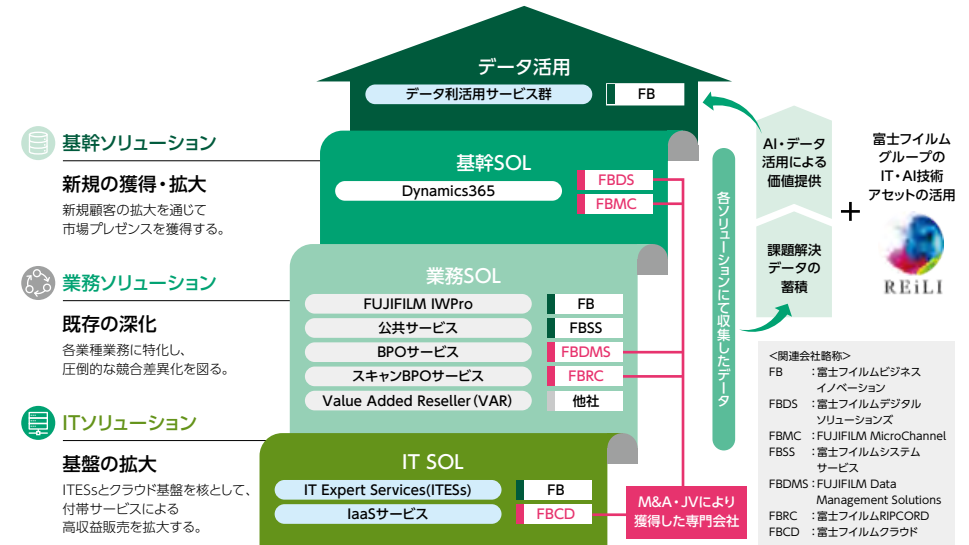 データ活用
データ利活用サービス群
FB
基幹ソリューション
新規の獲得・拡大
新規顧客の拡大を通じて
市場プレゼンスを獲得する。
基幹SOL
Dynamics365
FBDS
FBMC
業務ソリューション
既存の深化
各業種業務に特化し、
圧倒的な競合差異化を図る。
業務SOL
FUJIFILM IWPro
FB
公共サービス
FBSS
BPOサービス
FBDMS
スキャンBPOサービス
FBRC
Value Added Reseller（VAR）
他社
ITソリューション
基盤の拡大
ITESsとクラウド基盤を核として、
付帯サービスによる
高収益販売を拡大する。
IT SOL
IT Expert Services(ITESs)
FB
IaaSサービス
FBCD
M&A・JVにより
獲得した専門会社
各ソリューションにて収集したデータ
AI・データ
活用による
価値提供
課題解決
データの
蓄積
+
富士フイルム
グループの
IT・AI技術
アセットの活用
REiLI
＜関連会社略称＞
FB ：富士フイルムビジネス
イノベーション
FBDS ：富士フイルムデジタル
ソリューションズ
FBMC ：FUJIFILM MicroChannel
FBSS ：富士フイルムシステム
サービス
FBDMS：FUJIFILM Data
Management Solutions
FBRC ：富士フイルムRIPCORD
FBCD ：富士フイルムクラウド